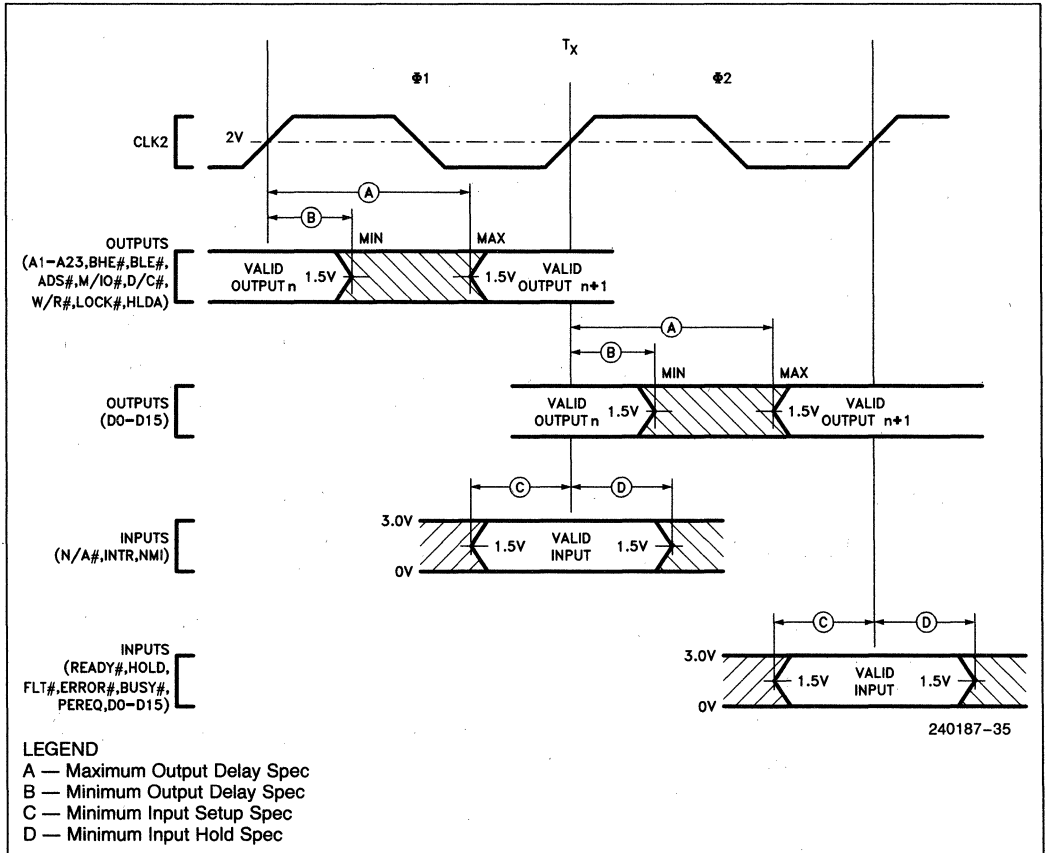 TX
Φ1
Φ2
CLK2
2V
A
B
MIN
MAX
OUTPUTS
(A1-A23,BHE#,BLE#,
ADS#,M/IO#,D/C#,
W/R#,LOCK#,HLDA)
VALID
OUTPUT n
1.5V
1.5V
VALID
OUTPUT n+1
A
B
MIN
MAX
OUTPUTS
(D0-D15)
VALID
OUTPUT n
1.5V
1.5V
VALID
OUTPUT n+1
C
D
INPUTS
(N/A#,INTR,NMI)
3.0V
0V
1.5V
VALID
INPUT
1.5V
C
D
INPUTS
(READY#,HOLD,
FLT#,ERROR#,BUSY#,
PEREQ,D0-D15)
3.0V
0V
1.5V
VALID
INPUT
1.5V
240187-35
LEGEND
A — Maximum Output Delay Spec
B — Minimum Output Delay Spec
C — Minimum Input Setup Spec
D — Minimum Input Hold Spec